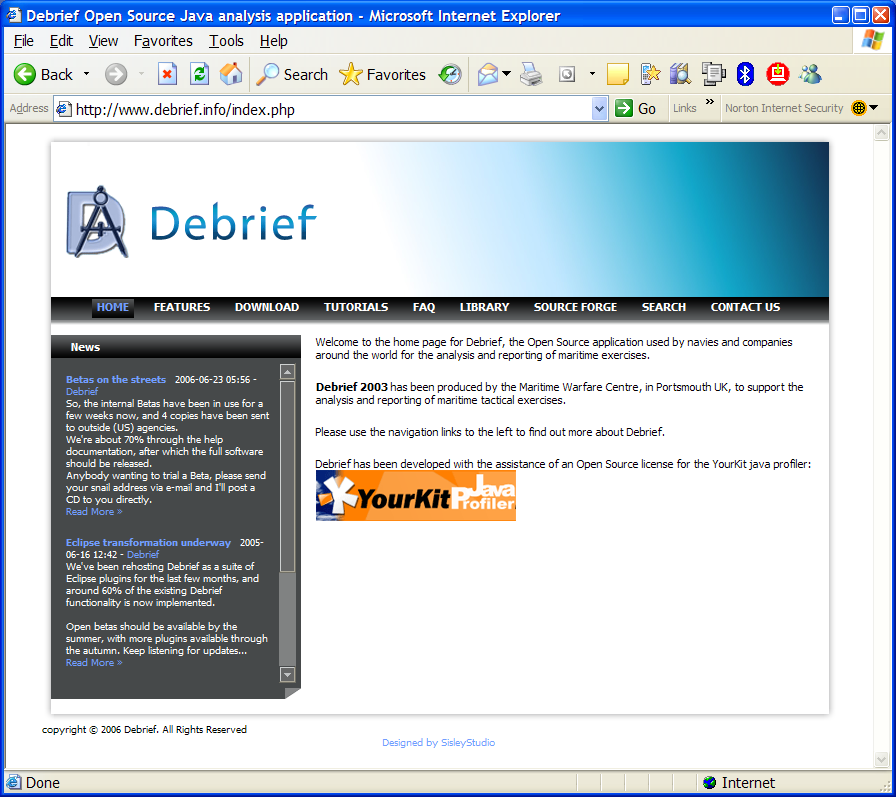 Debrief Open Source Java analysis application - Microsoft Internet Explorer
File Edit View Favorites Tools Help
Back Search Favorites
Address http://www.debrief.info/index.php Go Links » Norton Internet Security
Debrief
HOME FEATURES DOWNLOAD TUTORIALS FAQ LIBRARY SOURCE FORGE SEARCH CONTACT US
News
Betas on the streets 2006-06-23 05:56 -
Debrief
So, the internal Betas have been in use for a
few weeks now, and 4 copies have been sent
to outside (US) agencies.
We're about 70% through the help
documentation, after which the full software
should be released.
Anybody wanting to trial a Beta, please send
your snail address via e-mail and I'll post a
CD to you directly.
Read More »
Eclipse transformation underway 2005-
06-16 12:42 - Debrief
We've been rehosting Debrief as a suite of
Eclipse plugins for the last few months, and
around 60% of the existing Debrief
functionality is now implemented.
Open betas should be available by the
summer, with more plugins available through
the autumn. Keep listening for updates...
Read More »
Welcome to the home page for Debrief, the Open Source application used by navies and companies
around the world for the analysis and reporting of maritime exercises.
Debrief 2003 has been produced by the Maritime Warfare Centre, in Portsmouth UK, to support the
analysis and reporting of maritime tactical exercises.
Please use the navigation links to the left to find out more about Debrief.
Debrief has been developed with the assistance of an Open Source license for the YourKit java profiler:
YourKit Java
Profiler
copyright © 2006 Debrief. All Rights Reserved
Designed by SisleyStudio
Done Internet